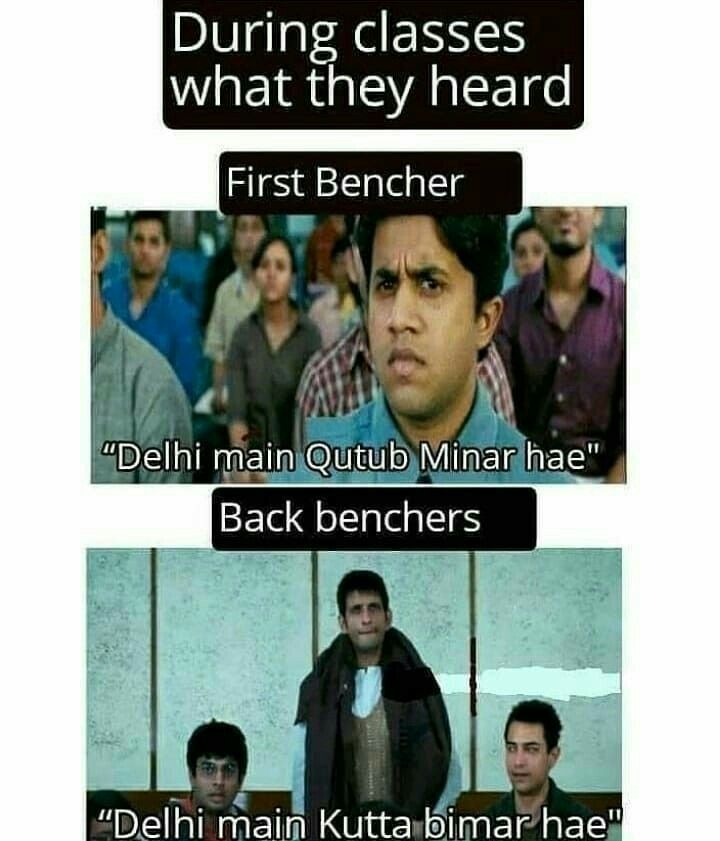 During classes
what they heard
First Bencher
“Delhi main Qutub Minar hae"
Back benchers
“Delhi main Kutta bimar hae"